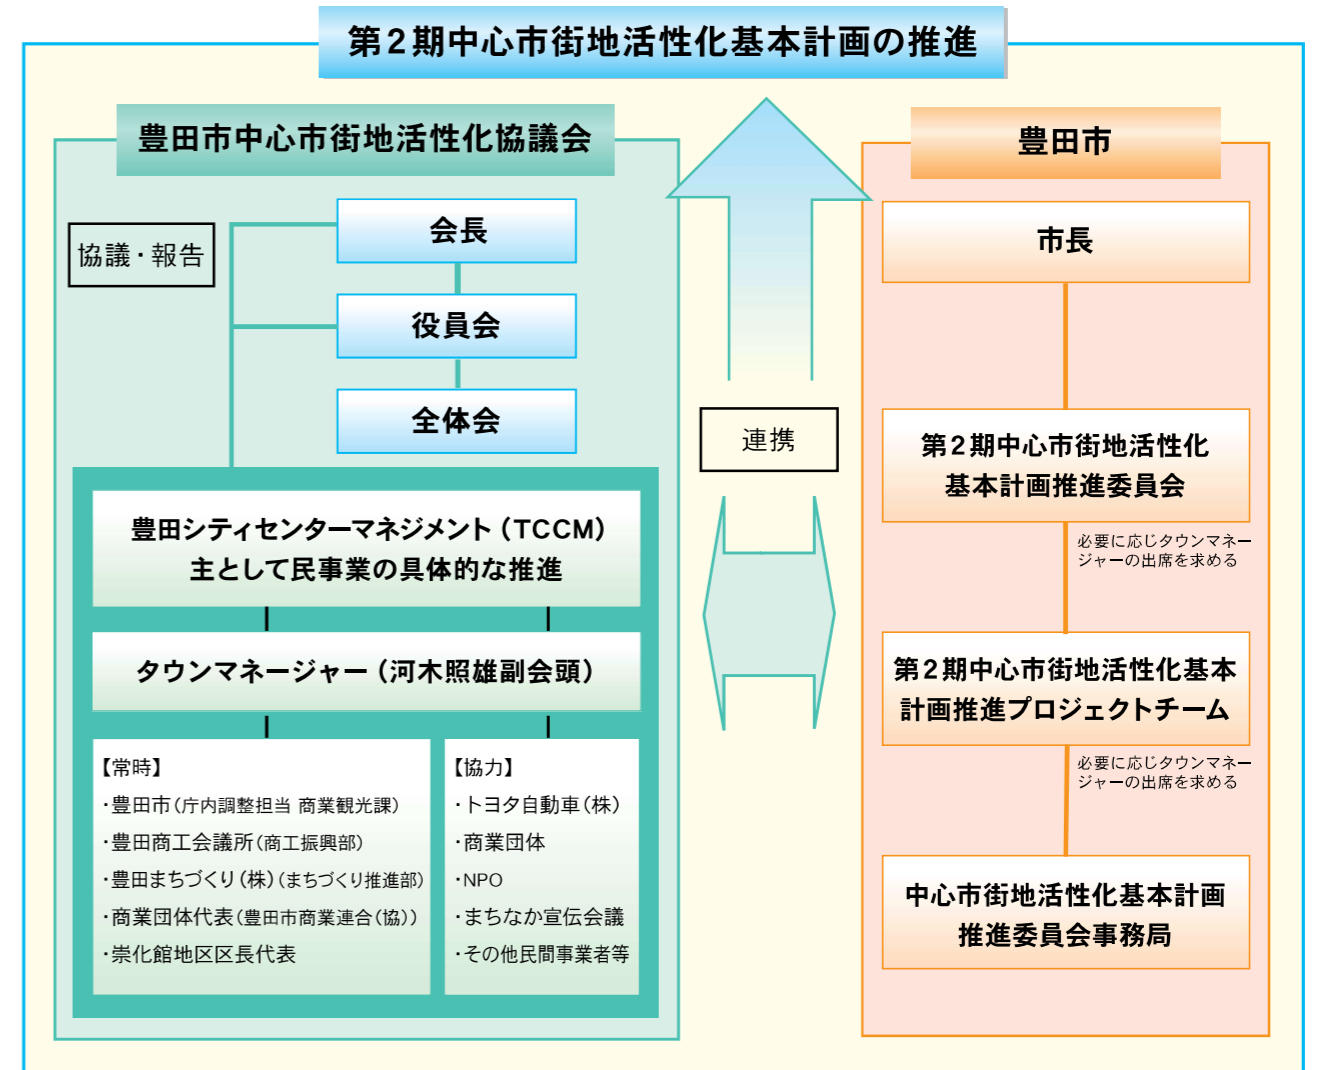 第2期中心市街地活性化基本計画の推進
豊田市中心市街地活性化協議会
協議・報告
会長
役員会
全体会
豊田シティセンターマネジメント（TCCM）
主として民事業の具体的な推進
タウンマネージャー（河木照雄副会頭）
【常時】
・豊田市（庁内調整担当 商業観光課）
・豊田商工会議所（商工振興部）
・豊田まちづくり（株）（まちづくり推進部）
・商業団体代表（豊田市商業連合（協））
・崇化館地区区長代表
【協力】
・トヨタ自動車（株）
・商業団体
・NPO
・まちなか宣伝会議
・その他民間事業者等
連携
豊田市
市長
第2期中心市街地活性化
基本計画推進委員会
必要に応じタウンマネー
ジャーの出席を求める
第2期中心市街地活性化基本
計画推進プロジェクトチーム
必要に応じタウンマネー
ジャーの出席を求める
中心市街地活性化基本計画
推進委員会事務局